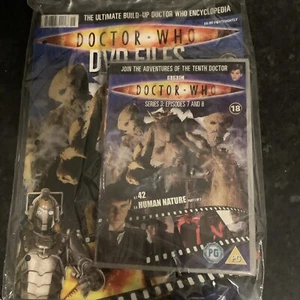 THE ULTIMATE BUILD-UP DOCTOR WHO ENCYCLOPEDIA
DOCTOR WHO
DVD FILES
JOIN THE ADVENTURES OF THE TENTH DOCTOR
BBC
DOCTOR WHO
SERIES 3: EPISODES 7 AND 8
18
42
HUMAN NATURE
PG
PG